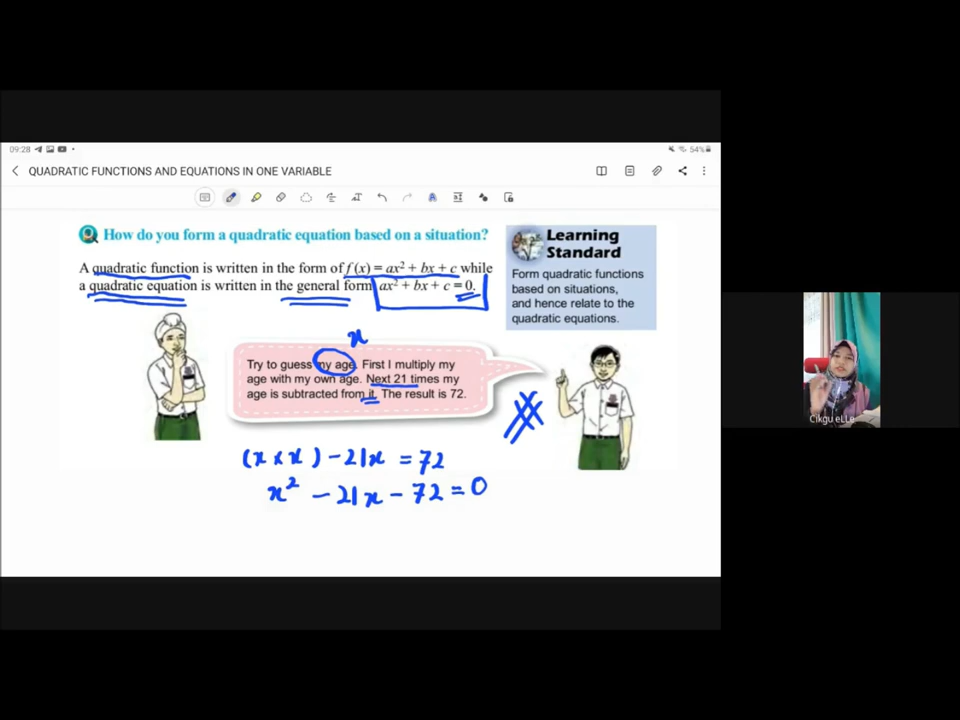 09:28
54%
QUADRATIC FUNCTIONS AND EQUATIONS IN ONE VARIABLE
How do you form a quadratic equation based on a situation?
A quadratic function is written in the form of f(x) = ax² + bx + c while
a quadratic equation is written in the general form ax² + bx + c = 0.
Learning
Standard
Form quadratic functions
based on situations,
and hence relate to the
quadratic equations.
x
Try to guess my age. First I multiply my
age with my own age. Next 21 times my
age is subtracted from it. The result is 72.
(x × x) - 21x = 72
x² - 21x - 72 = 0
Cikgu eLLe